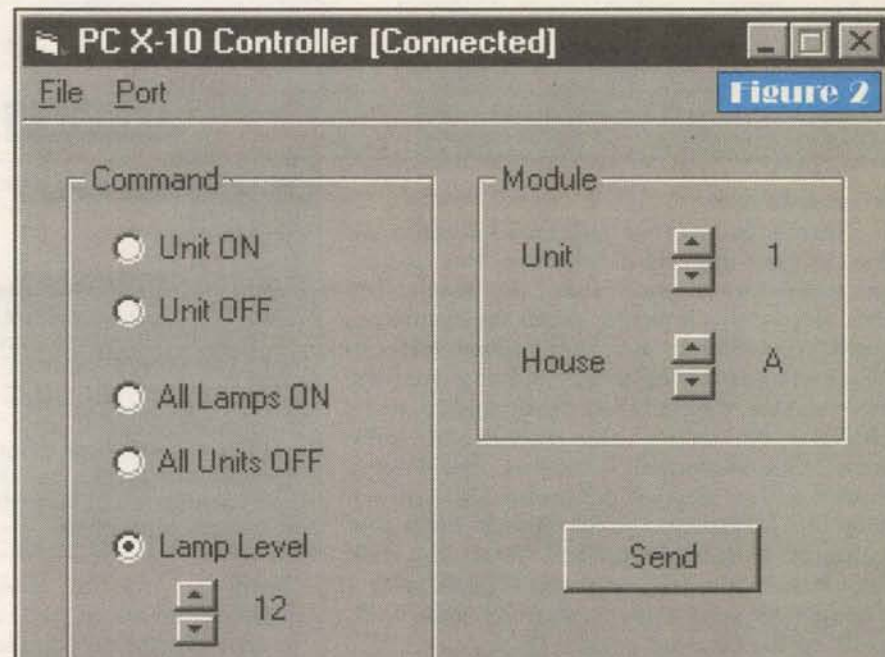 PC X-10 Controller [Connected]
File Port
Figure 2
Command
Unit ON
Unit OFF
All Lamps ON
All Units OFF
Lamp Level
12
Module
Unit 1
House A
Send